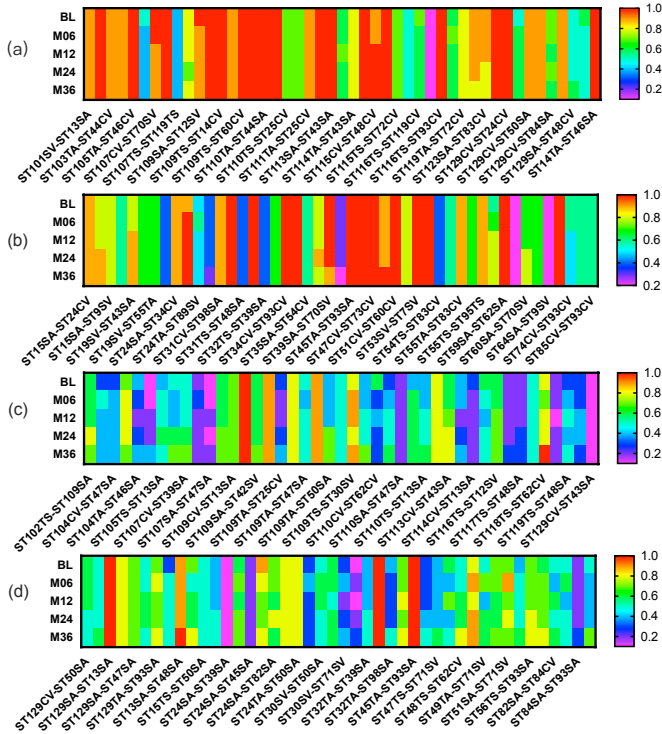 (a)
BL
M06
M12
M24
M36
1.0
0.8
0.6
0.4
0.2
ST101SV-ST13SA
ST103TA-ST44CV
ST105TA-ST46CV
ST107CV-ST70SV
ST107TS-ST119TS
ST109SA-ST12SV
ST109TS-ST14CV
ST109TS-ST60CV
ST110TA-ST44SA
ST110TS-ST25CV
ST111TA-ST25CV
ST113SA-ST43SA
ST114TA-ST43SA
ST115CV-ST48CV
ST115TS-ST72CV
ST116TS-ST119CV
ST116TS-ST93CV
ST119TA-ST72CV
ST123SA-ST83CV
ST129CV-ST24CV
ST129CV-ST50SA
ST129CV-ST84SA
ST129SA-ST48CV
ST14TA-ST46SA
(b)
BL
M06
M12
M24
M36
1.0
0.8
0.6
0.4
0.2
ST15SA-ST24CV
ST15SA-ST9SV
ST19SV-ST43SA
ST19SV-ST55TA
ST24SA-ST34CV
ST24TA-ST89SV
ST31CV-ST98SA
ST31TS-ST48SA
ST32TS-ST39SA
ST34CV-ST93CV
ST35SA-ST54CV
ST39SA-ST70SV
ST45TA-ST93SA
ST47CV-ST73CV
ST51CV-ST60CV
ST53SV-ST7SV
ST54TS-ST83CV
ST55TA-ST83CV
ST55TS-ST195TS
ST59SA-ST62SA
ST60SA-ST70SV
ST64SA-ST9SV
ST74CV-ST93CV
ST85CV-ST93CV
(c)
BL
M06
M12
M24
M36
1.0
0.8
0.6
0.4
0.2
ST102TS-ST109SA
ST104CV-ST47SA
ST104TA-ST46SA
ST105TS-ST13SA
ST107CV-ST39SA
ST107SA-ST47SA
ST109CV-ST13SA
ST109SA-ST42SV
ST109TA-ST25CV
ST109TA-ST47SA
ST109TA-ST50SA
ST109TS-ST30SV
ST110CV-ST62CV
ST110SA-ST47SA
ST110TS-ST13SA
ST113CV-ST45SA
ST114CV-ST13SA
ST116TS-ST12SV
ST117TS-ST48SA
ST118TS-ST62CV
ST119TS-ST48SA
ST129CV-ST43SA
(d)
BL
M06
M12
M24
M36
1.0
0.8
0.6
0.4
0.2
ST129CV-ST50SA
ST129SA-ST13SA
ST129SA-ST47SA
ST129TA-ST93SA
ST13SA-ST48SA
ST15TS-ST50SA
ST24SA-ST39SA
ST24SA-ST45SA
ST24SA-ST82SA
ST24TA-ST50SA
ST30SV-ST50SA
ST30SV-ST71SV
ST32TA-ST39SA
ST32TA-ST98SA
ST45TA-ST93SA
ST47TS-ST71SV
ST48TS-ST62CV
ST49TA-ST71SV
ST51SA-ST71SV
ST56TS-ST93SA
ST82SA-ST84CV
ST84SA-ST93SA